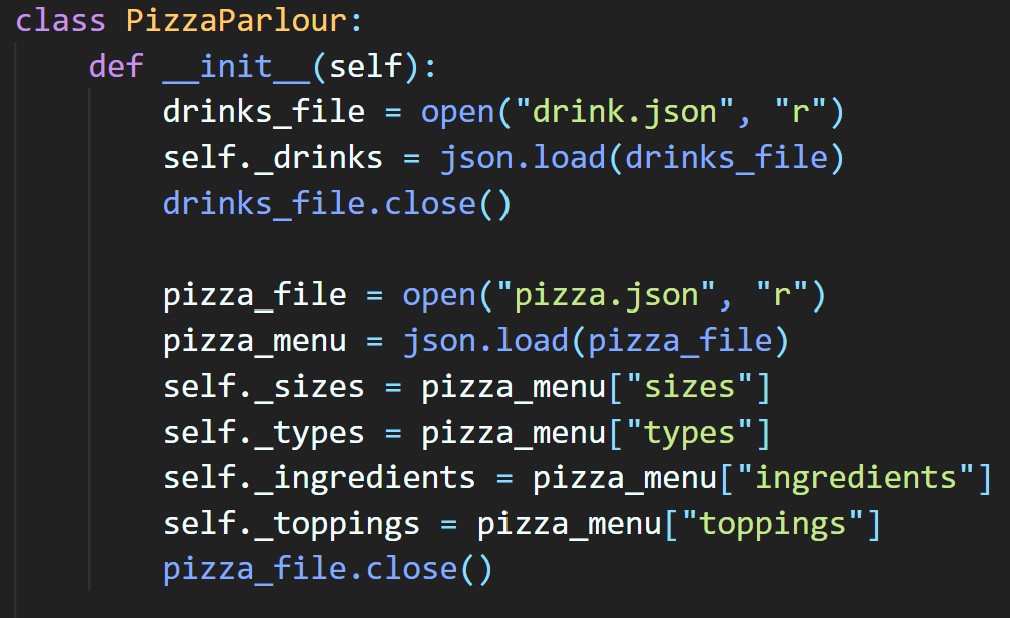 class PizzaParlour:
    def __init__(self):
        drinks_file = open("drink.json", "r")
        self._drinks = json.load(drinks_file)
        drinks_file.close()

        pizza_file = open("pizza.json", "r")
        pizza_menu = json.load(pizza_file)
        self._sizes = pizza_menu["sizes"]
        self._types = pizza_menu["types"]
        self._ingredients = pizza_menu["ingredients"]
        self._toppings = pizza_menu["toppings"]
        pizza_file.close()